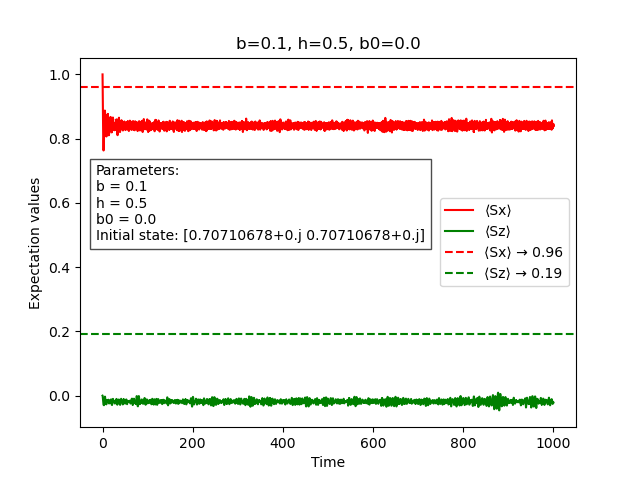 b=0.1, h=0.5, b0=0.0
1.0
0.8
0.6
0.4
0.2
0.0
Expectation values
Parameters:
b = 0.1
h = 0.5
b0 = 0.0
Initial state: [0.70710678+0.j 0.70710678+0.j]
⟨Sx⟩
⟨Sz⟩
⟨Sx⟩ → 0.96
⟨Sz⟩ → 0.19
0 200 400 600 800 1000
Time